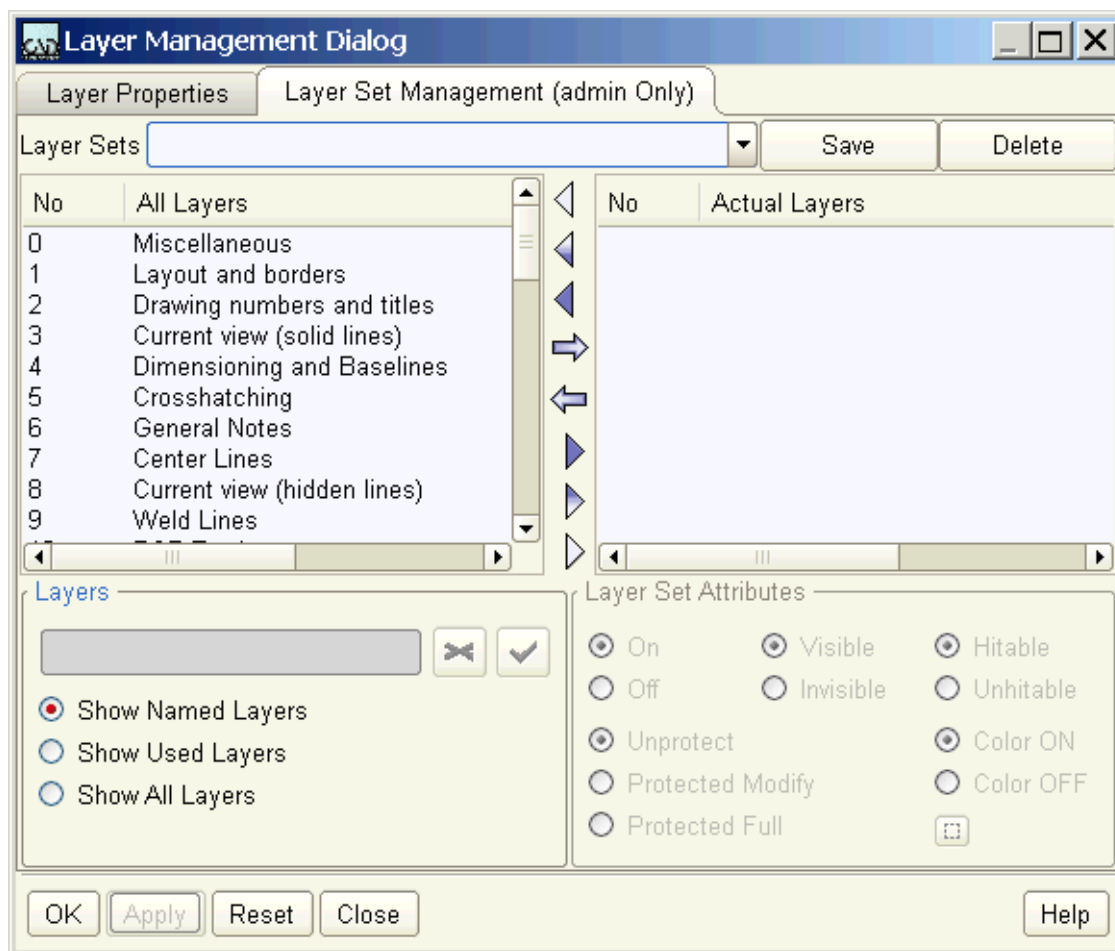 CAD Layer Management Dialog
Layer Properties Layer Set Management (admin Only)
Layer Sets Save Delete
No All Layers No Actual Layers
0 Miscellaneous
1 Layout and borders
2 Drawing numbers and titles
3 Current view (solid lines)
4 Dimensioning and Baselines
5 Crosshatching
6 General Notes
7 Center Lines
8 Current view (hidden lines)
9 Weld Lines
Layers
Show Named Layers
Show Used Layers
Show All Layers
Layer Set Attributes
On Visible Hitable
Off Invisible Unhitable
Unprotect Color ON
Protected Modify Color OFF
Protected Full
OK Apply Reset Close Help